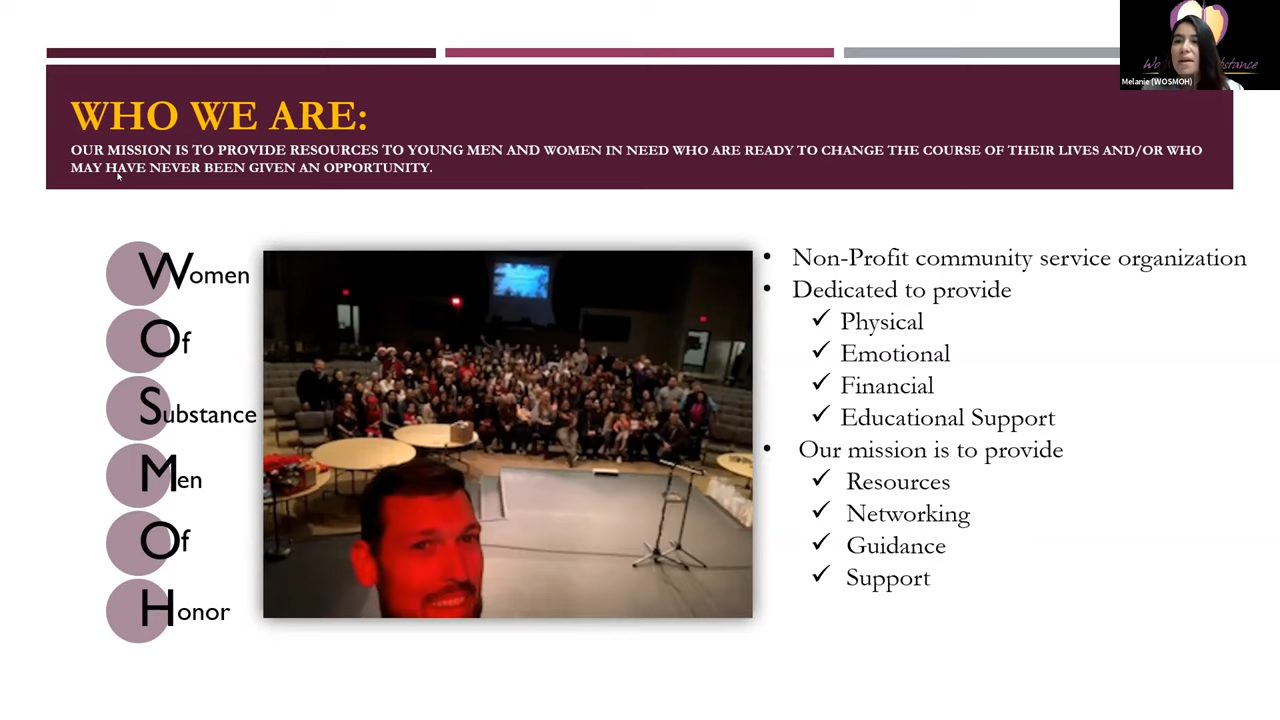 Wo
stance
Melanie (WOSMOH)
WHO WE ARE:
OUR MISSION IS TO PROVIDE RESOURCES TO YOUNG MEN AND WOMEN IN NEED WHO ARE READY TO CHANGE THE COURSE OF THEIR LIVES AND/OR WHO
MAY HAVE NEVER BEEN GIVEN AN OPPORTUNITY.
Women
Of
Substance
Men
Of
Honor
• Non-Profit community service organization
• Dedicated to provide
✓ Physical
✓ Emotional
✓ Financial
✓ Educational Support
• Our mission is to provide
✓ Resources
✓ Networking
✓ Guidance
✓ Support